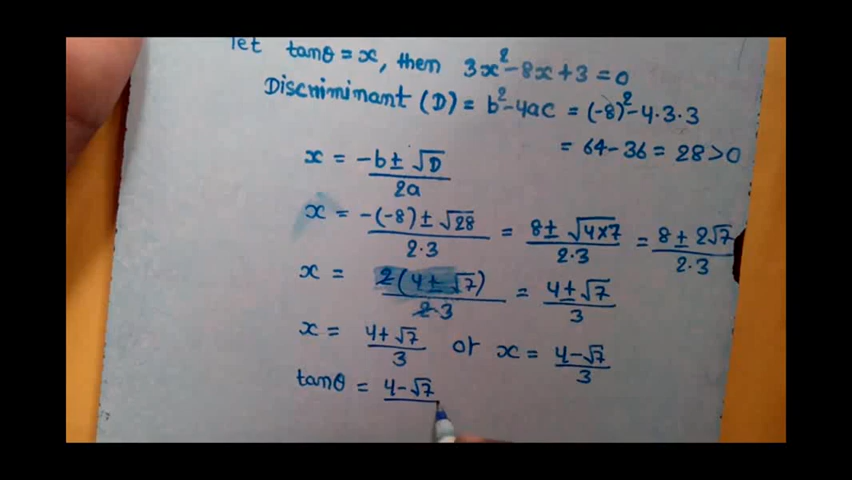 let tanθ = x, then 3x² - 8x + 3 = 0
Discriminant (D) = b² - 4ac = (-8)² - 4·3·3
= 64 - 36 = 28 > 0
x = -b ± √D / 2a
x = -(-8) ± √28 / 2·3 = 8 ± √4×7 / 2·3 = 8 ± 2√7 / 2·3
x = 2(4 ± √7) / 2·3 = 4 ± √7 / 3
x = 4 + √7 / 3 or x = 4 - √7 / 3
tanθ = 4 - √7